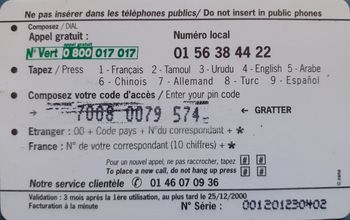 Ne pas insérer dans les téléphones publics/ Do not insert in public phones
Composez/DIAL
Appel gratuit : Numéro local
appel gratuit
N° Vert 0 800 017 017 01 56 38 44 22
Tapez / Press 1 - Français 2 - Tamoul 3 - Urudu 4 - English 5 - Arabe
6 - Chinois 7 - Allemand 8 - Turc 9 - Español
Composez votre code d'accès / Enter your pin code
7008 0079 574 GRATTER
Etranger : 00 + Code pays + N°du correspondant + *
France : N° de votre correspondant (10 chiffres) + *
Pour un nouvel appel, ne pas raccrocher, tapez # #
To place a new call, do not hang up press # #
Notre service clientèle 01 46 07 09 36
Validation : 3 mois après la 1ère utilisation, au plus tard le 25/12/2000
Facturation à la minute N° Série : 001201230402